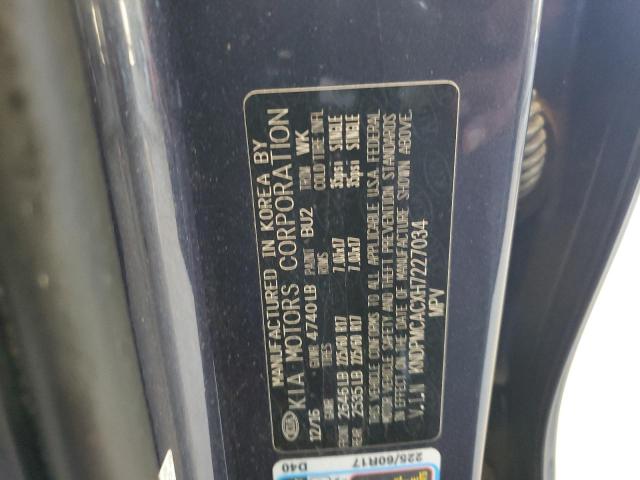 MANUFACTURED IN KOREA BY
KIA MOTORS CORPORATION
12/16 GVWR 4740LB PAINT BU2 TRIM WK
GAWR TIRES RIMS COLD TIRE INFL
FRONT 2646LB 225/60 R17 7.0Jx17 35psi SINGLE
REAR 2535LB 225/60 R17 7.0Jx17 35psi SINGLE
THIS VEHICLE CONFORMS TO ALL APPLICABLE U.S.A. FEDERAL
MOTOR VEHICLE SAFETY AND THEFT PREVENTION STANDARDS
IN EFFECT ON THE DATE OF MANUFACTURE SHOWN ABOVE
V.I.N KNDPMCACXH7227034
MPV
225/60R17
D40